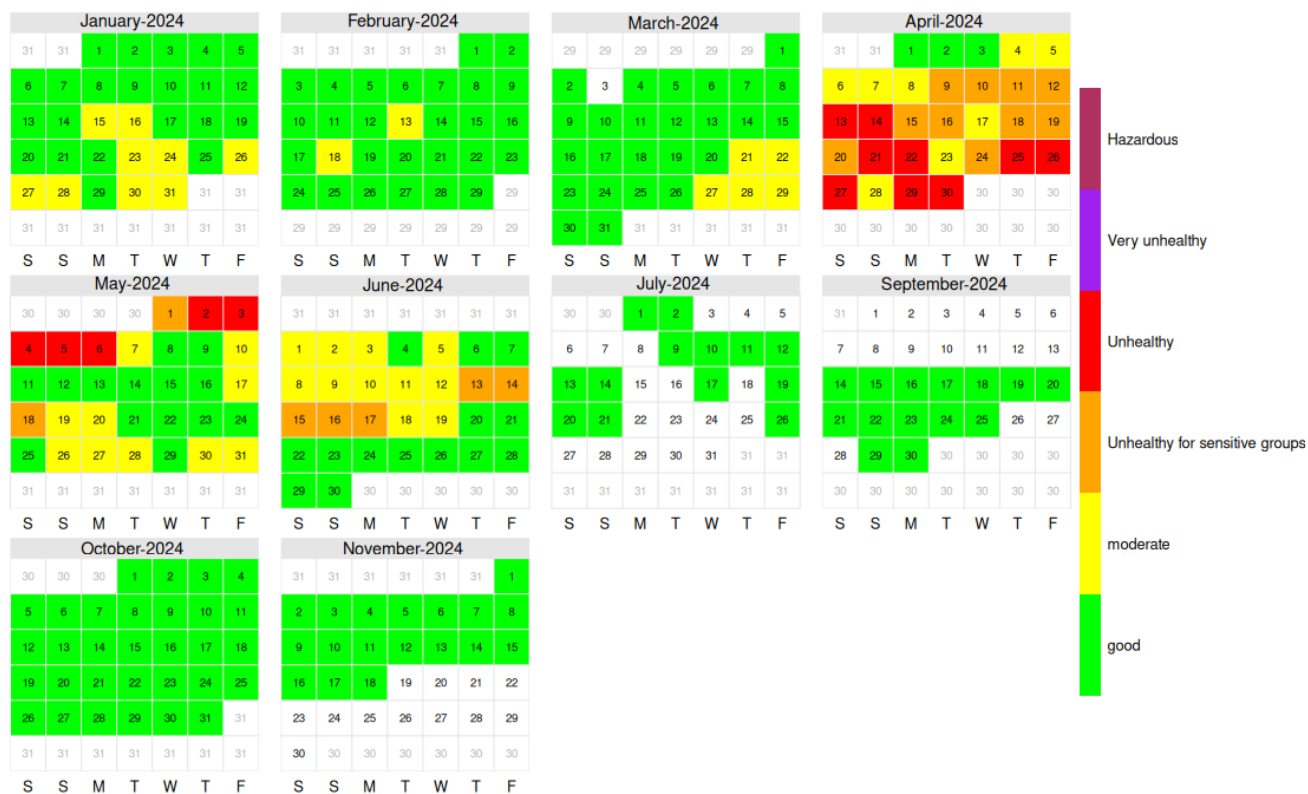 January-2024
31 31 1 2 3 4 5
6 7 8 9 10 11 12
13 14 15 16 17 18 19
20 21 22 23 24 25 26
27 28 29 30 31 31 31
31 31 31 31 31 31 31
S S M T W T F
February-2024
31 31 31 31 31 1 2
3 4 5 6 7 8 9
10 11 12 13 14 15 16
17 18 19 20 21 22 23
24 25 26 27 28 29 29
29 29 29 29 29 29 29
S S M T W T F
March-2024
29 29 29 29 29 29 1
2 3 4 5 6 7 8
9 10 11 12 13 14 15
16 17 18 19 20 21 22
23 24 25 26 27 28 29
30 31 31 31 31 31 31
S S M T W T F
April-2024
31 31 1 2 3 4 5
6 7 8 9 10 11 12
13 14 15 16 17 18 19
20 21 22 23 24 25 26
27 28 29 30 30 30 30
30 30 30 30 30 30 30
S S M T W T F
May-2024
30 30 30 30 1 2 3
4 5 6 7 8 9 10
11 12 13 14 15 16 17
18 19 20 21 22 23 24
25 26 27 28 29 30 31
31 31 31 31 31 31 31
S S M T W T F
June-2024
31 31 31 31 31 31 31
1 2 3 4 5 6 7
8 9 10 11 12 13 14
15 16 17 18 19 20 21
22 23 24 25 26 27 28
29 30 30 30 30 30 30
S S M T W T F
July-2024
30 30 1 2 3 4 5
6 7 8 9 10 11 12
13 14 15 16 17 18 19
20 21 22 23 24 25 26
27 28 29 30 31 31 31
31 31 31 31 31 31 31
S S M T W T F
September-2024
31 1 2 3 4 5 6
7 8 9 10 11 12 13
14 15 16 17 18 19 20
21 22 23 24 25 26 27
28 29 30 30 30 30 30
30 30 30 30 30 30 30
S S M T W T F
October-2024
30 30 30 1 2 3 4
5 6 7 8 9 10 11
12 13 14 15 16 17 18
19 20 21 22 23 24 25
26 27 28 29 30 31 31
31 31 31 31 31 31 31
S S M T W T F
November-2024
31 31 31 31 31 31 1
2 3 4 5 6 7 8
9 10 11 12 13 14 15
16 17 18 19 20 21 22
23 24 25 26 27 28 29
30 30 30 30 30 30 30
S S M T W T F
Hazardous
Very unhealthy
Unhealthy
Unhealthy for sensitive groups
moderate
good